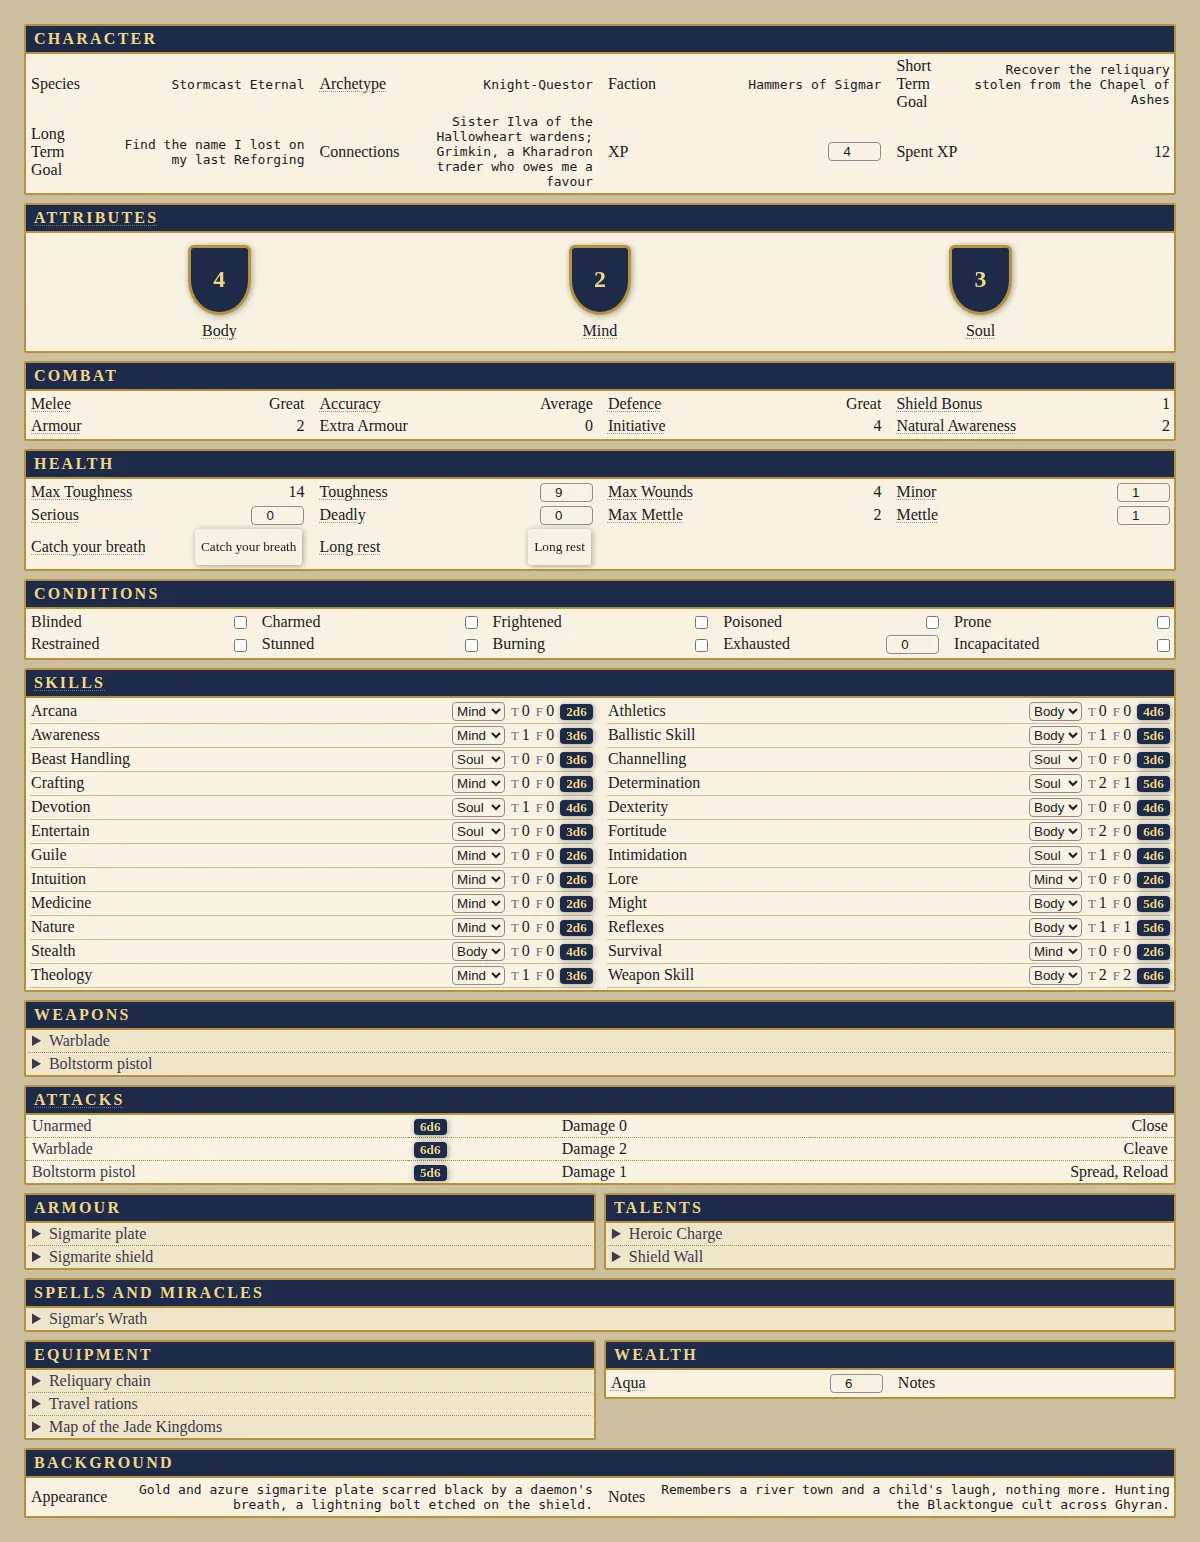 CHARACTER
Species Stormcast Eternal Archetype Knight-Questor Faction Hammers of Sigmar Short Term Goal Recover the reliquary stolen from the Chapel of Ashes
Long Term Goal Find the name I lost on my last Reforging Connections Sister Ilva of the Hallowheart wardens; Grimkin, a Kharadron trader who owes me a favour XP 4 Spent XP 12
ATTRIBUTES
4 2 3
Body Mind Soul
COMBAT
Melee Great Accuracy Average Defence Great Shield Bonus 1
Armour 2 Extra Armour 0 Initiative 4 Natural Awareness 2
HEALTH
Max Toughness 14 Toughness 9 Max Wounds 4 Minor 1
Serious 0 Deadly 0 Max Mettle 2 Mettle 1
Catch your breath Catch your breath Long rest Long rest
CONDITIONS
Blinded Charmed Frightened Poisoned Prone
Restrained Stunned Burning Exhausted 0 Incapacitated
SKILLS
Arcana Mind T 0 F 0 2d6 Athletics Body T 0 F 0 4d6
Awareness Mind T 1 F 0 3d6 Ballistic Skill Body T 1 F 0 5d6
Beast Handling Soul T 0 F 0 3d6 Channelling Soul T 0 F 0 3d6
Crafting Mind T 0 F 0 2d6 Determination Soul T 2 F 1 5d6
Devotion Soul T 1 F 0 4d6 Dexterity Body T 0 F 0 4d6
Entertain Soul T 0 F 0 3d6 Fortitude Body T 2 F 0 6d6
Guile Mind T 0 F 0 2d6 Intimidation Soul T 1 F 0 4d6
Intuition Mind T 0 F 0 2d6 Lore Mind T 0 F 0 2d6
Medicine Mind T 0 F 0 2d6 Might Body T 1 F 0 5d6
Nature Mind T 0 F 0 2d6 Reflexes Body T 1 F 1 5d6
Stealth Body T 0 F 0 4d6 Survival Mind T 0 F 0 2d6
Theology Mind T 1 F 0 3d6 Weapon Skill Body T 2 F 2 6d6
WEAPONS
Warblade
Boltstorm pistol
ATTACKS
Unarmed 6d6 Damage 0 Close
Warblade 6d6 Damage 2 Cleave
Boltstorm pistol 5d6 Damage 1 Spread, Reload
ARMOUR
Sigmarite plate
Sigmarite shield
TALENTS
Heroic Charge
Shield Wall
SPELLS AND MIRACLES
Sigmar's Wrath
EQUIPMENT
Reliquary chain
Travel rations
Map of the Jade Kingdoms
WEALTH
Aqua 6 Notes
BACKGROUND
Appearance Gold and azure sigmarite plate scarred black by a daemon's breath, a lightning bolt etched on the shield.
Notes Remembers a river town and a child's laugh, nothing more. Hunting the Blacktongue cult across Ghyran.